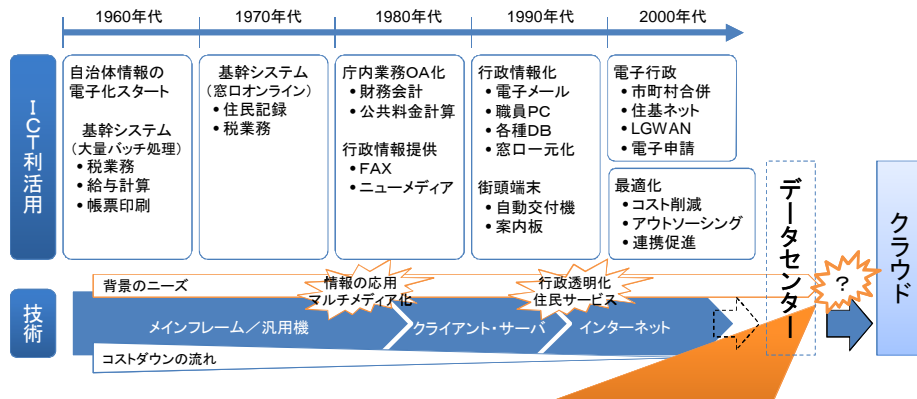 1960年代
1970年代
1980年代
1990年代
2000年代
ICT利活用
自治体情報の
電子化スタート
基幹システム
(大量バッチ処理)
• 税業務
• 給与計算
• 帳票印刷
基幹システム
(窓口オンライン)
• 住民記録
• 税業務
庁内業務OA化
• 財務会計
• 公共料金計算
行政情報提供
• FAX
• ニューメディア
行政情報化
• 電子メール
• 職員PC
• 各種DB
• 窓口一元化
街頭端末
• 自動交付機
• 案内板
電子行政
• 市町村合併
• 住基ネット
• LGWAN
• 電子申請
最適化
• コスト削減
• アウトソーシング
• 連携促進
データセンター
クラウド
技術
背景のニーズ
情報の応用
マルチメディア化
行政透明化
住民サービス
?
メインフレーム/汎用機
クライアント・サーバ
インターネット
コストダウンの流れ